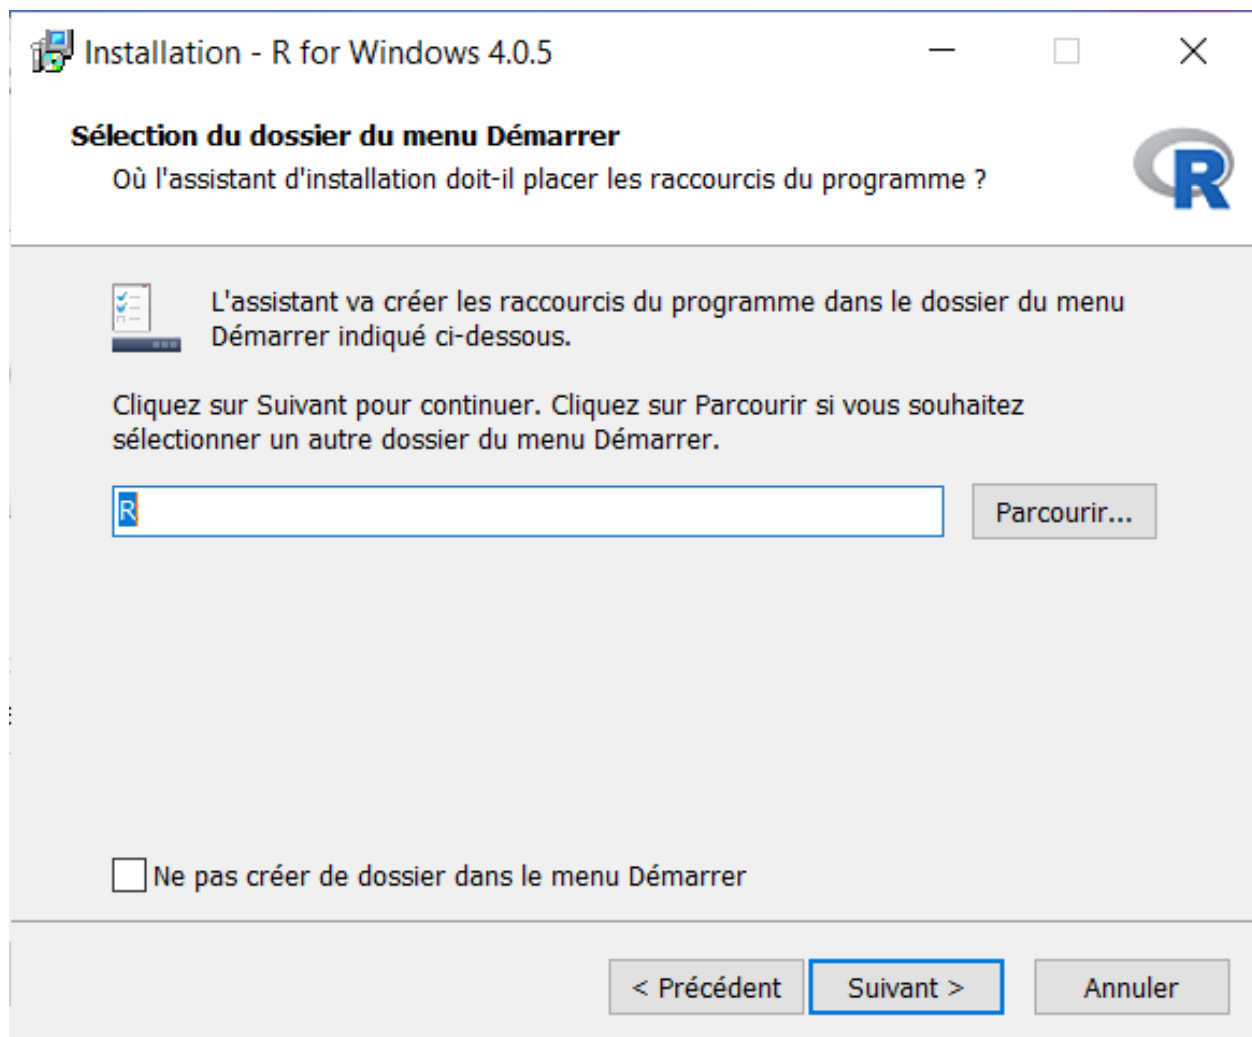 Installation - R for Windows 4.0.5
Sélection du dossier du menu Démarrer
Où l'assistant d'installation doit-il placer les raccourcis du programme ?
R
L'assistant va créer les raccourcis du programme dans le dossier du menu
Démarrer indiqué ci-dessous.
Cliquez sur Suivant pour continuer. Cliquez sur Parcourir si vous souhaitez
sélectionner un autre dossier du menu Démarrer.
R
Parcourir...
Ne pas créer de dossier dans le menu Démarrer
< Précédent
Suivant >
Annuler